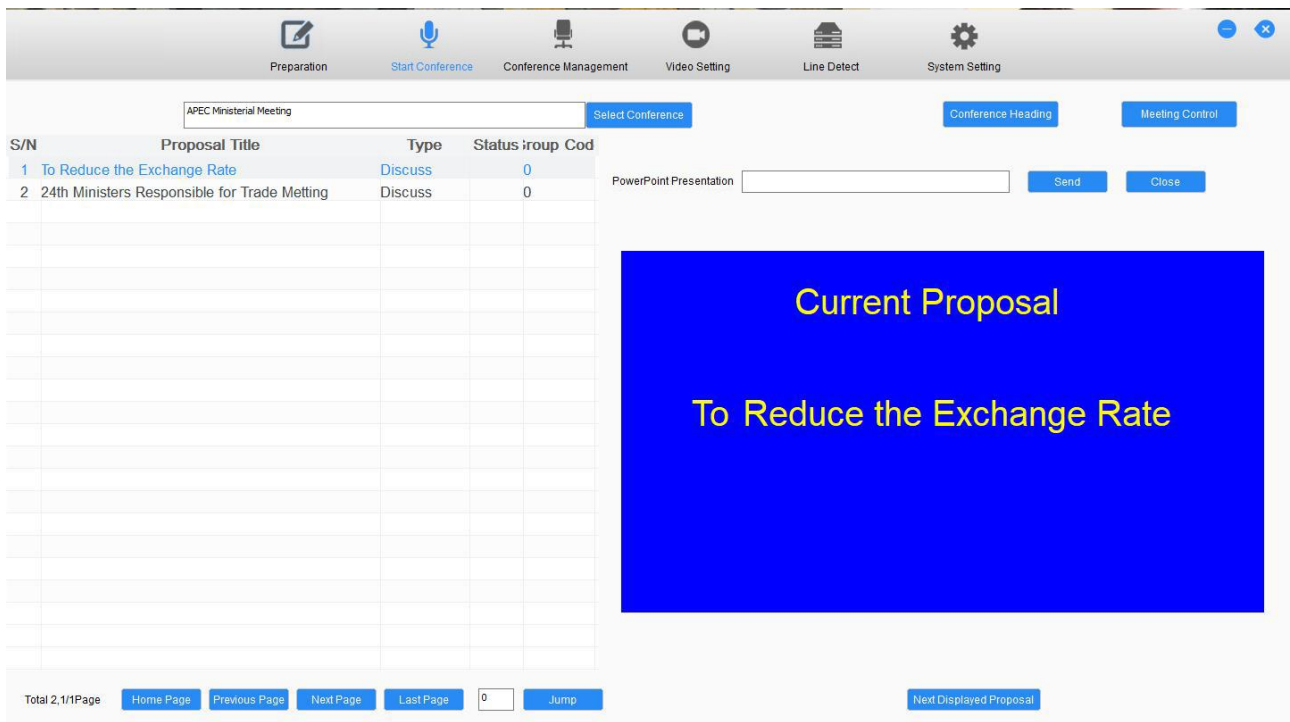 Preparation Start Conference Conference Management Video Setting Line Detect System Setting
APEC Ministerial Meeting Select Conference Conference Heading Meeting Control
S/N Proposal Title Type Status Group Cod
1 To Reduce the Exchange Rate Discuss 0
2 24th Ministers Responsible for Trade Metting Discuss 0
PowerPoint Presentation Send Close
Current Proposal
To Reduce the Exchange Rate
Total 2,1/1Page Home Page Previous Page Next Page Last Page 0 Jump Next Displayed Proposal